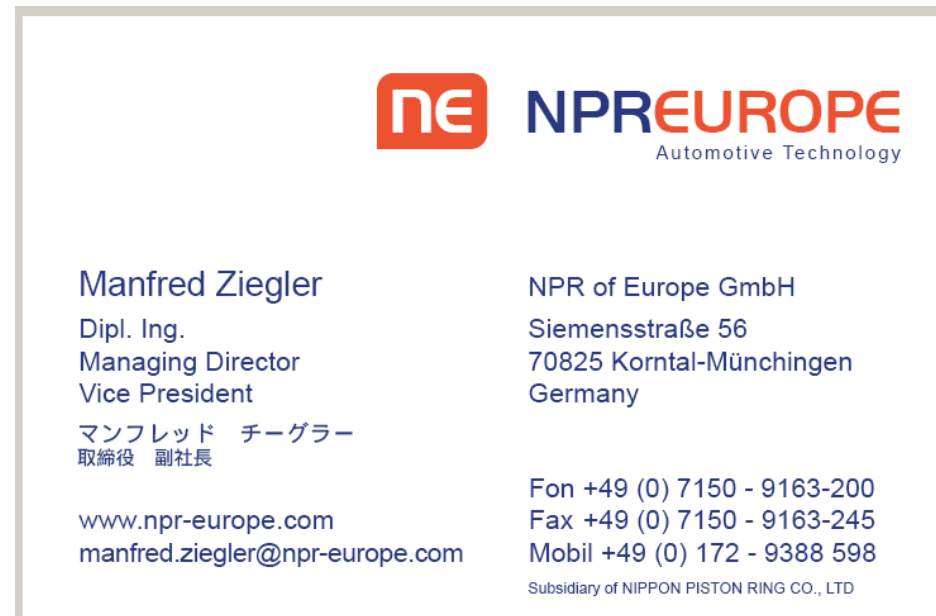 ne NPREUROPE
Automotive Technology
Manfred Ziegler
Dipl. Ing.
Managing Director
Vice President
マンフレッド　チーグラー
取締役　副社長
www.npr-europe.com
manfred.ziegler@npr-europe.com
NPR of Europe GmbH
Siemensstraße 56
70825 Korntal-Münchingen
Germany
Fon +49 (0) 7150 - 9163-200
Fax +49 (0) 7150 - 9163-245
Mobil +49 (0) 172 - 9388 598
Subsidiary of NIPPON PISTON RING CO., LTD